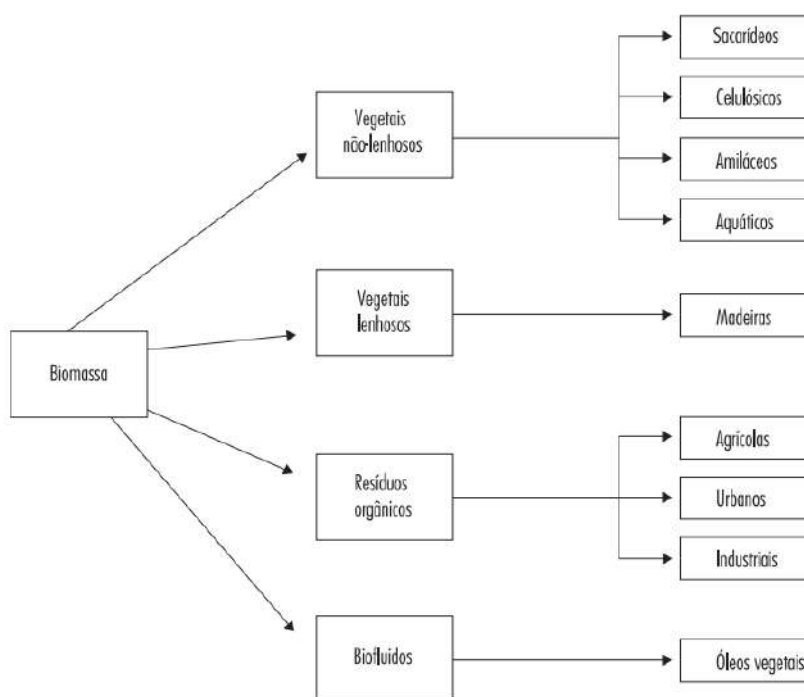 Biomassa
Vegetais
não-lenhosos
Sacarídeos
Celulósicos
Amiláceos
Aquáticos
Vegetais
lenhosos
Madeiras
Resíduos
orgânicos
Agrícolas
Urbanos
Industriais
Biofluidos
Óleos vegetais